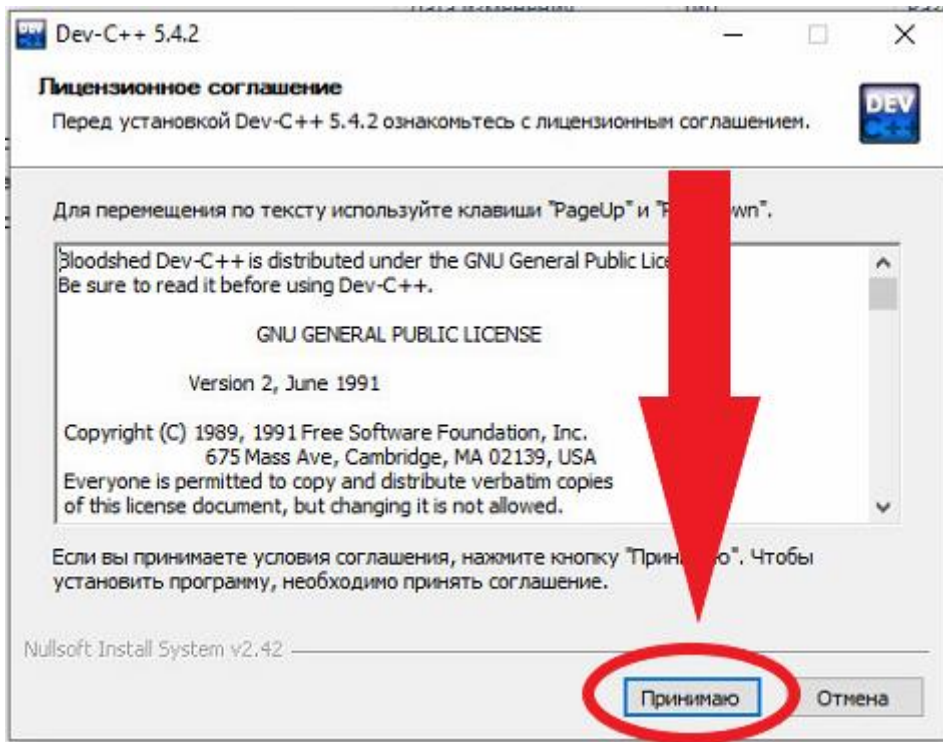 Dev-C++ 5.4.2
Лицензионное соглашение
Перед установкой Dev-C++ 5.4.2 ознакомьтесь с лицензионным соглашением.
DEV
C++
Для перемещения по тексту используйте клавиши "PageUp" и
Bloodshed Dev-C++ is distributed under the GNU General Public
Be sure to read it before using Dev-C++.
GNU GENERAL PUBLIC LICENSE
Version 2, June 1991
Copyright (C) 1989, 1991 Free Software Foundation, Inc.
675 Mass Ave, Cambridge, MA 02139, USA
Everyone is permitted to copy and distribute verbatim copies
of this license document, but changing it is not allowed.
Если вы принимаете условия соглашения, нажмите кнопку Чтобы
установить программу, необходимо принять соглашение.
Nullsoft Install System v2.42
Принимаю Отмена